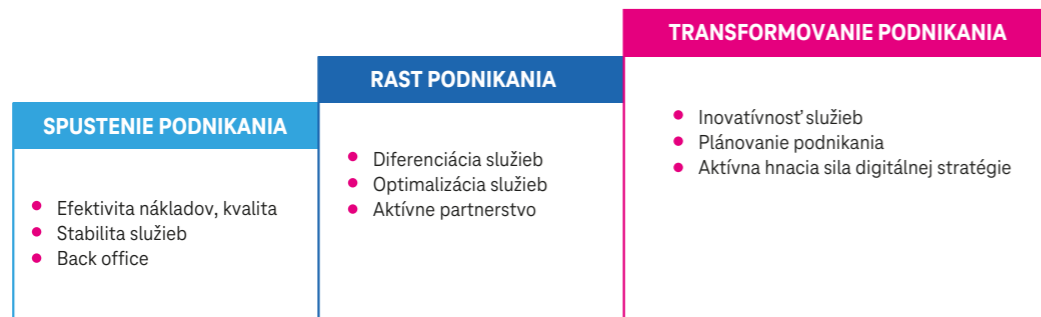 SPUSTENIE PODNIKANIA
Efektivita nákladov, kvalita
Stabilita služieb
Back office
RAST PODNIKANIA
Diferenciácia služieb
Optimalizácia služieb
Aktívne partnerstvo
TRANSFORMOVANIE PODNIKANIA
Inovatívnosť služieb
Plánovanie podnikania
Aktívna hnacia sila digitálnej stratégie